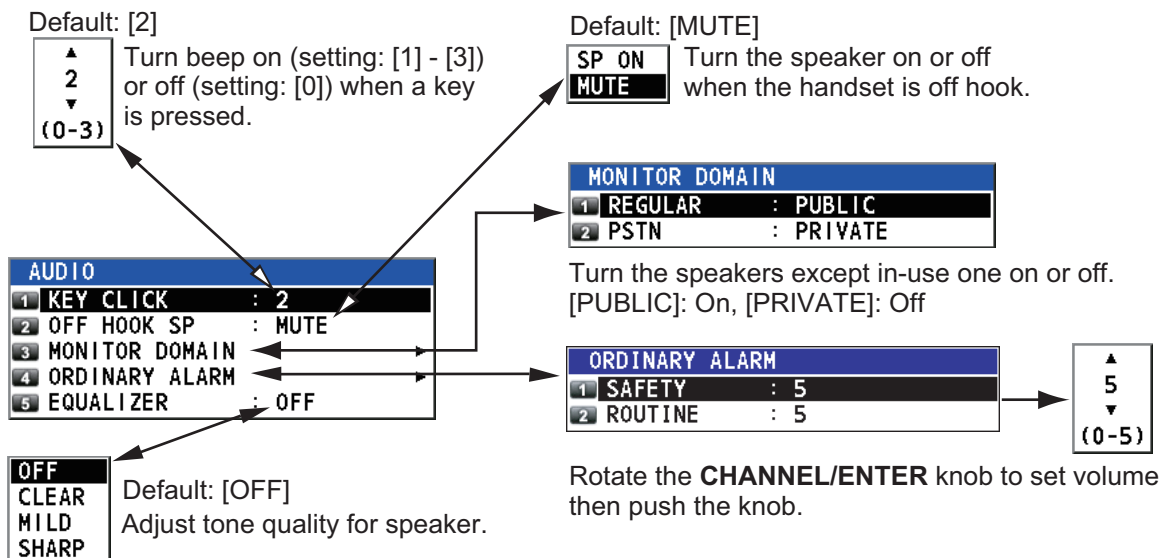 Default: [2]
▲
2
▼
(0-3)
Turn beep on (setting: [1] - [3])
or off (setting: [0]) when a key
is pressed.
Default: [MUTE]
SP ON
MUTE
Turn the speaker on or off
when the handset is off hook.
MONITOR DOMAIN
1 REGULAR : PUBLIC
2 PSTN : PRIVATE
Turn the speakers except in-use one on or off.
[PUBLIC]: On, [PRIVATE]: Off
AUDIO
1 KEY CLICK : 2
2 OFF HOOK SP : MUTE
3 MONITOR DOMAIN
4 ORDINARY ALARM
5 EQUALIZER : OFF
ORDINARY ALARM
1 SAFETY : 5
2 ROUTINE : 5
▲
5
▼
(0-5)
Rotate the CHANNEL/ENTER knob to set volume
then push the knob.
OFF
CLEAR
MILD
SHARP
Default: [OFF]
Adjust tone quality for speaker.